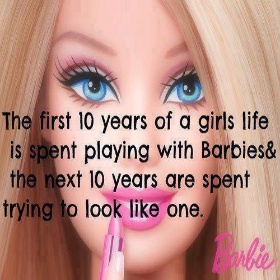 The first 10 years of a girls life
is spent playing with Barbies&
the next 10 years are spent
trying to look like one.
Barbie